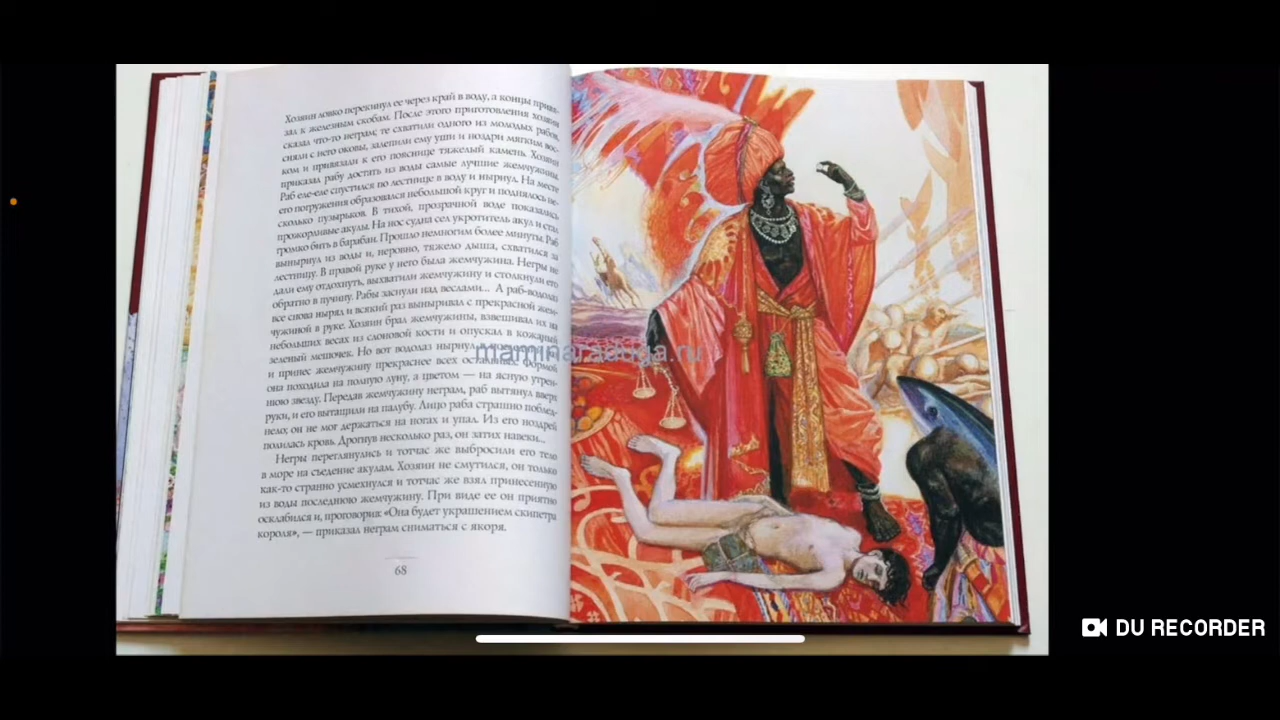 Хозяин ловко перекинул ее через край в воду, а концы привя-
зал к железным скобам. После этого приготовления хозяин
сказал что-то неграм; те схватили одного из молодых рабов,
сняли с него оковы, залепили ему уши и ноздри мягким вос-
ком и привязали к его пояснице тяжелый камень. Хозяин
приказал рабу достать из воды самые лучшие жемчужины.
Раб еле-еле спустился по лестнице в воду и нырнул. На месте
его погружения образовался небольшой круг и поднялось не-
сколько пузырьков. В тихой, прозрачной воде показались
прожорливые акулы. На нос судна сел укротитель акул и стал
громко бить в барабан. Прошло немногим более минуты. Раб
вынырнул из воды и, неровно, тяжело дыша, схватился за
лестницу. В правой руке у него была жемчужина. Негры не
дали ему отдохнуть, выхватили жемчужину и столкнули его
обратно в пучину. Рабы заснули над веслами... А раб-водолаз
все снова нырял и всякий раз выныривал с прекрасной жем-
чужиной в руке. Хозяин брал жемчужины, взвешивал их на
небольших весах из слоновой кости и опускал в кожаный
зеленый мешочек. Но вот водолаз нырнул
и принес жемчужину прекраснее всех остальных: формой
она походила на полную луну, а цветом — на ясную утрен-
нюю звезду. Передав жемчужину неграм, раб вытянул вверх
руки, и его вытащили на палубу. Лицо раба страшно поблед-
нело; он не мог держаться на ногах и упал. Из его ноздрей
полилась кровь. Дрогнув несколько раз, он затих навеки...
Негры переглянулись и тотчас же выбросили его тело
в море на съедение акулам. Хозяин не смутился, он только
как-то странно усмехнулся и тотчас же взял принесенную
из воды последнюю жемчужину. При виде ее он приятно
осклабился и, проговорив: «Она будет украшением скипетра
короля», — приказал неграм сниматься с якоря.
68
maminaraduga.ru
DU RECORDER